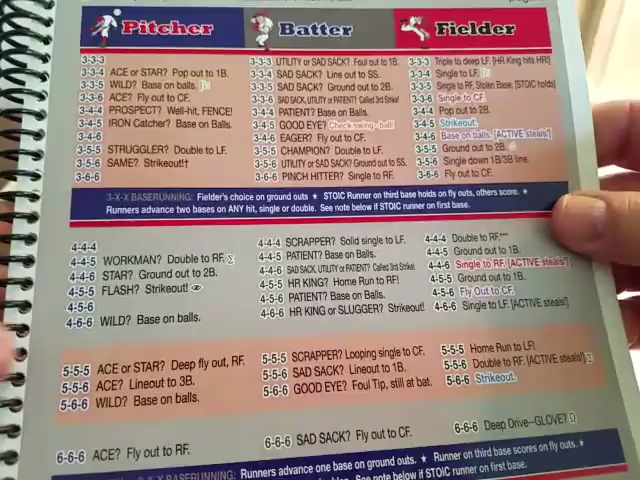 Pitcher
Batter
Fielder
3-3-3
3-3-4 ACE or STAR? Pop out to 1B.
3-3-5 WILD? Base on balls.
3-3-6 ACE? Fly out to CF.
3-4-4 PROSPECT? Well-hit, FENCE!
3-4-5 IRON Catcher? Base on Balls.
3-4-6
3-5-5 STRUGGLER? Double to LF.
3-5-6 SAME? Strikeout!†
3-6-6
3-3-3 UTILITY or SAD SACK? Foul out to 1B.
3-3-4 SAD SACK? Line out to SS.
3-3-5 SAD SACK? Ground out to 2B.
3-3-6 SAD SACK, UTILITY or PATIENT? Called 3rd Strike!
3-4-4 PATIENT? Base on Balls.
3-4-5 GOOD EYE? Check-swing--ball!
3-4-6 EAGER? Fly out to CF.
3-5-5 CHAMPION? Double to LF.
3-5-6 UTILITY or SAD SACK? Ground out to SS.
3-6-6 PINCH HITTER? Single to RF.
3-3-3 Triple to deep LF. [HR King hits HR!]
3-3-4 Single to LF.
3-3-5 Single to RF, Stolen Base. [STOIC holds]
3-3-6 Single to CF.
3-4-4 Pop out to 2B.
3-4-5 Strikeout.
3-4-6 Base on balls. [ACTIVE steals!]
3-5-5 Ground out to 2B.
3-5-6 Single down 1B/3B line.
3-6-6 Fly out to CF.
3-X-X BASERUNNING: Fielder's choice on ground outs ★ STOIC Runner on third base holds on fly outs, others score. ★
Runners advance two bases on ANY hit, single or double. See note below if STOIC runner on first base.
4-4-4
4-4-5 WORKMAN? Double to RF. Σ
4-4-6 STAR? Ground out to 2B.
4-5-5 FLASH? Strikeout!
4-5-6
4-6-6 WILD? Base on balls.
4-4-4 SCRAPPER? Solid single to LF.
4-4-5 PATIENT? Base on Balls.
4-4-6 SAD SACK, UTILITY or PATIENT? Called 3rd Strike!
4-5-5 HR KING? Home Run to RF!
4-5-6 PATIENT? Base on Balls.
4-6-6 HR KING or SLUGGER? Strikeout!
4-4-4 Double to RF.***
4-4-5 Ground out to 1B.
4-4-6 Single to RF. [ACTIVE steals!]
4-5-5 Ground out to 1B.
4-5-6 Fly Out to CF.
4-6-6 Single to LF. [ACTIVE steals!]
5-5-5 ACE or STAR? Deep fly out, RF.
5-5-6 ACE? Lineout to 3B.
5-6-6 WILD? Base on balls.
5-5-5 SCRAPPER? Looping single to CF.
5-5-6 SAD SACK? Lineout to 1B.
5-6-6 GOOD EYE? Foul Tip, still at bat.
5-5-5 Home Run to LF!
5-5-6 Double to RF. [ACTIVE steals!] Σ
5-6-6 Strikeout.
6-6-6 ACE? Fly out to RF.
6-6-6 SAD SACK? Fly out to CF.
6-6-6 Deep Drive--GLOVE? Ω
BASERUNNING: Runners advance one base on ground outs. ★ Runner on third base scores on fly outs. ★
See note below if STOIC runner on first base.